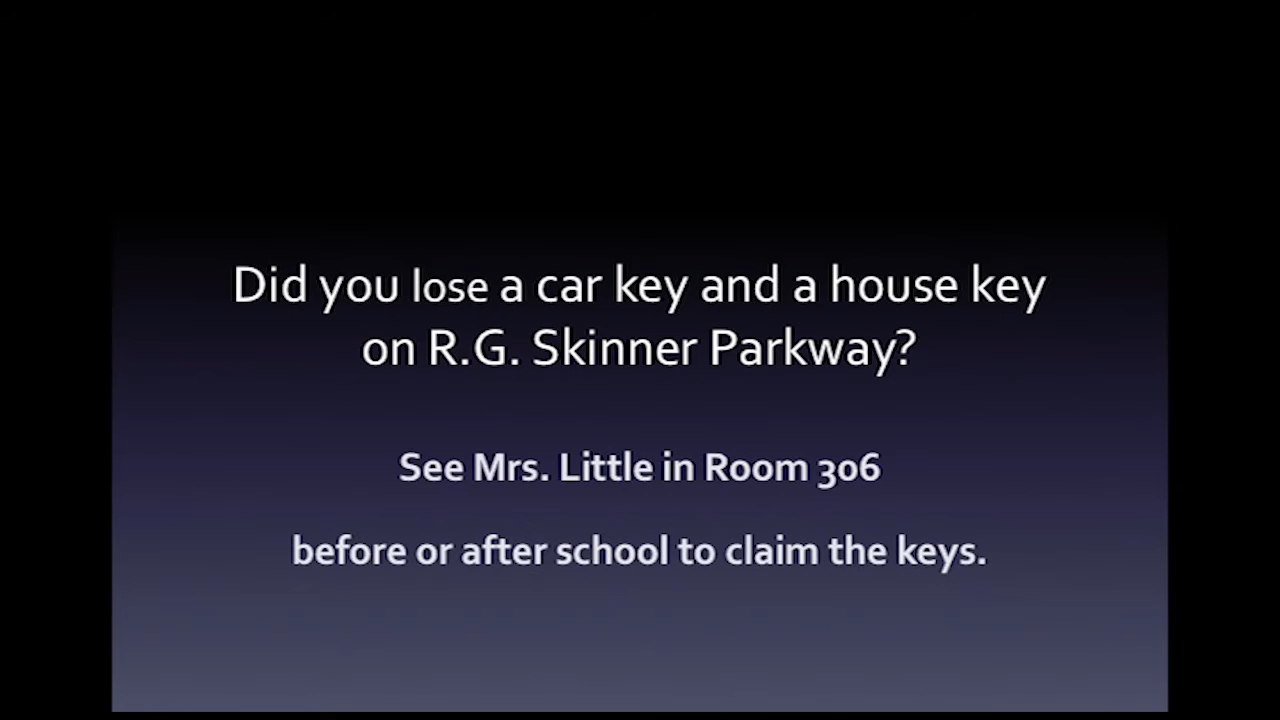 Did you lose a car key and a house key
on R.G. Skinner Parkway?
See Mrs. Little in Room 306
before or after school to claim the keys.